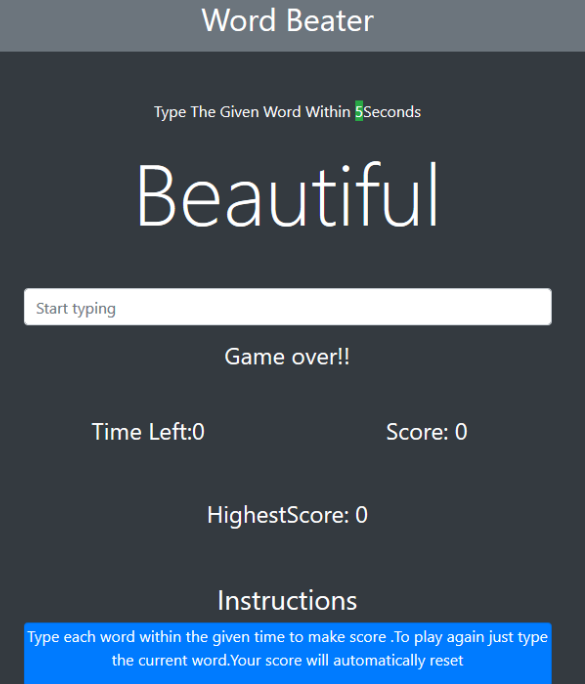 Word Beater
Type The Given Word Within 5Seconds
Beautiful
Start typing
Game over!!
Time Left:0
Score: 0
HighestScore: 0
Instructions
Type each word within the given time to make score .To play again just type
the current word.Your score will automatically reset